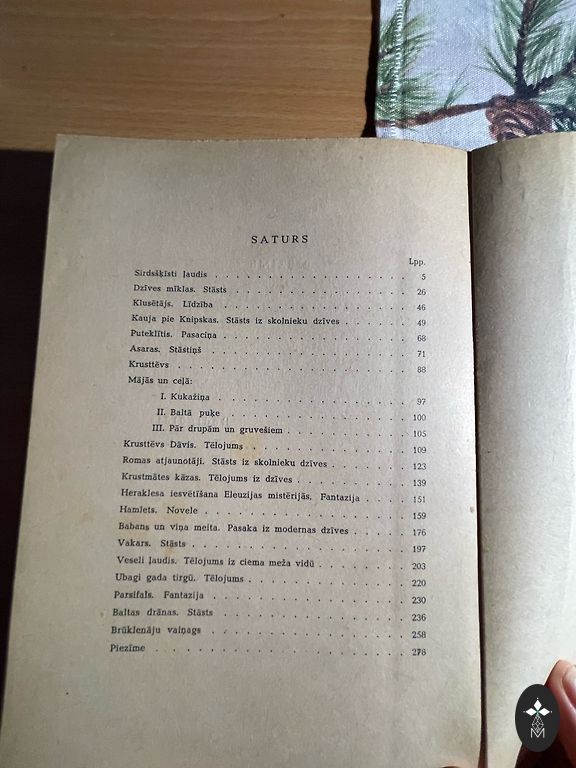 SATURS
Lpp.
Sirdsšķīsti ļaudis . . . . . . . . . . . . . . 5
Dzīves mīklas. Stāsts . . . . . . . . . . . . . 26
Klusētājs. Līdzība . . . . . . . . . . . . . . 46
Kauja pie Knipskas. Stāsts iz skolnieku dzīves . . . . . 49
Puteklītis. Pasaciņa . . . . . . . . . . . . . 68
Asaras. Stāstiņš . . . . . . . . . . . . . . 71
Krusttēvs . . . . . . . . . . . . . . . . 88
Mājās un ceļā:
I. Kukažiņa . . . . . . . . . . . . . . 97
II. Baltā puķe . . . . . . . . . . . . . 100
III. Pār drupām un gruvešiem . . . . . . . . . 105
Krusttēvs Dāvis. Tēlojums . . . . . . . . . . . 109
Romas atjaunotāji. Stāsts iz skolnieku dzīves . . . . . . 123
Krustmātes kāzas. Tēlojums iz dzīves . . . . . . . . 139
Heraklesa iesvētīšana Eleuzijas mistērijās. Fantazija . . . . 151
Hamlets. Novele . . . . . . . . . . . . . . 159
Babans un viņa meita. Pasaka iz modernas dzīves . . . . . 176
Vakars. Stāsts . . . . . . . . . . . . . . . 197
Veseli ļaudis. Tēlojums iz ciema meža vidū . . . . . . . 203
Ubagi gada tirgū. Tēlojums . . . . . . . . . . . 220
Parsifals. Fantazija . . . . . . . . . . . . . 230
Baltas drānas. Stāsts . . . . . . . . . . . . . 236
Brūklenāju vaiņags . . . . . . . . . . . . . 258
Piezīme . . . . . . . . . . . . . . . . . 278
M